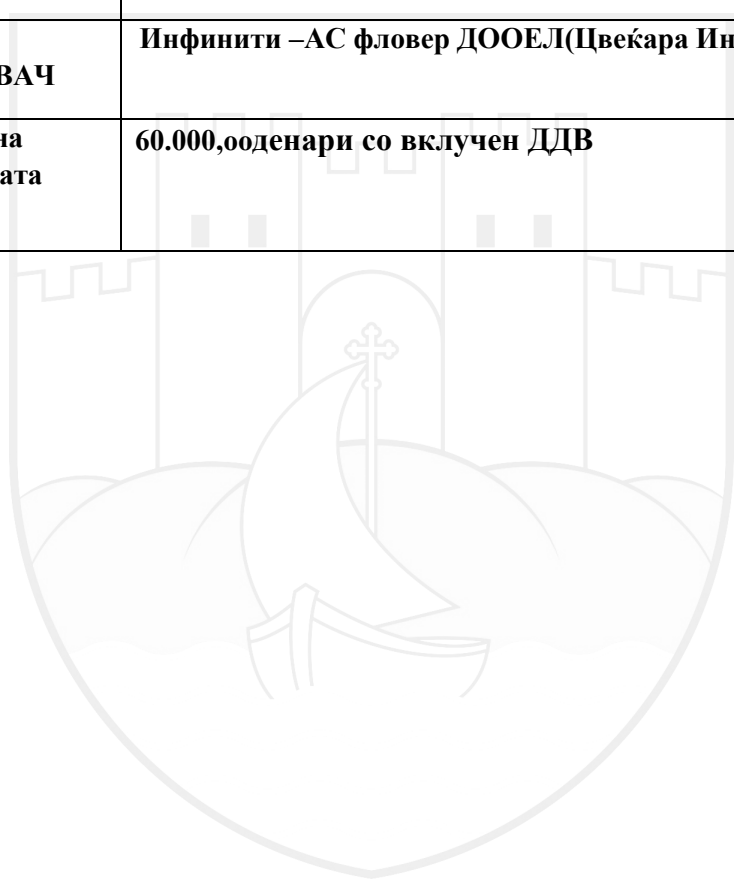 ВАЧ
Инфинити –АС фловер ДООЕЛ(Цвеќара Ин
на
ата
60.000,ооденари со вклучен ДДВ